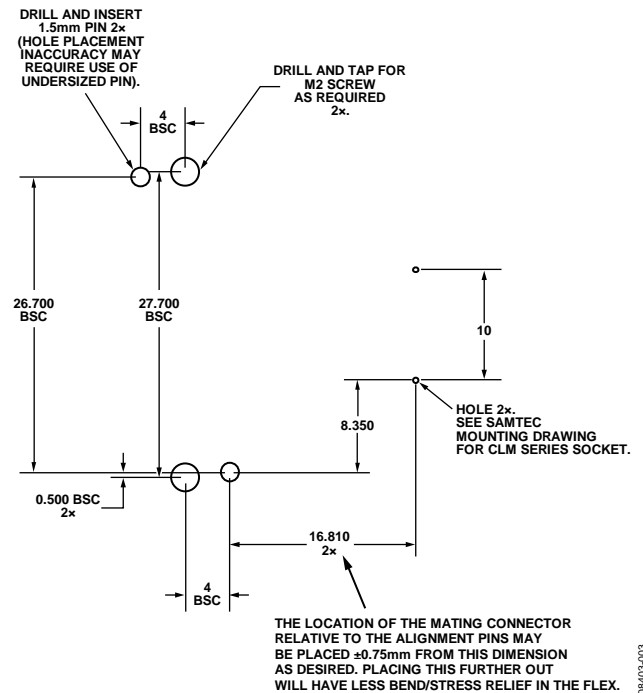 DRILL AND INSERT
1.5mm PIN 2×
(HOLE PLACEMENT
INACCURACY MAY
REQUIRE USE OF
UNDERSIZED PIN).
DRILL AND TAP FOR
M2 SCREW
AS REQUIRED
2×.
4
BSC
26.700
BSC
27.700
BSC
10
8.350
HOLE 2×.
SEE SAMTEC
MOUNTING DRAWING
FOR CLM SERIES SOCKET.
0.500 BSC
2×
16.810
2×
4
BSC
THE LOCATION OF THE MATING CONNECTOR
RELATIVE TO THE ALIGNMENT PINS MAY
BE PLACED ±0.75mm FROM THIS DIMENSION
AS DESIRED. PLACING THIS FURTHER OUT
WILL HAVE LESS BEND/STRESS RELIEF IN THE FLEX.